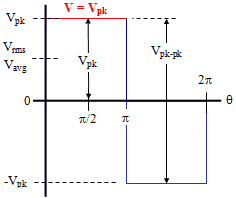 V = Vpk
Vpk
Vrms
Vavg
Vpk
Vpk-pk
2π
0
π/2
π
θ
-Vpk